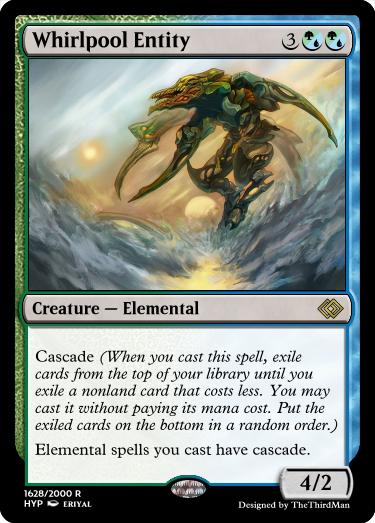 Whirlpool Entity 3
Creature — Elemental
Cascade (When you cast this spell, exile
cards from the top of your library until you
exile a nonland card that costs less. You may
cast it without paying its mana cost. Put the
exiled cards on the bottom in a random order.)
Elemental spells you cast have cascade.
4/2
1628/2000 R
HYP ERIYAL
Designed by TheThirdMan